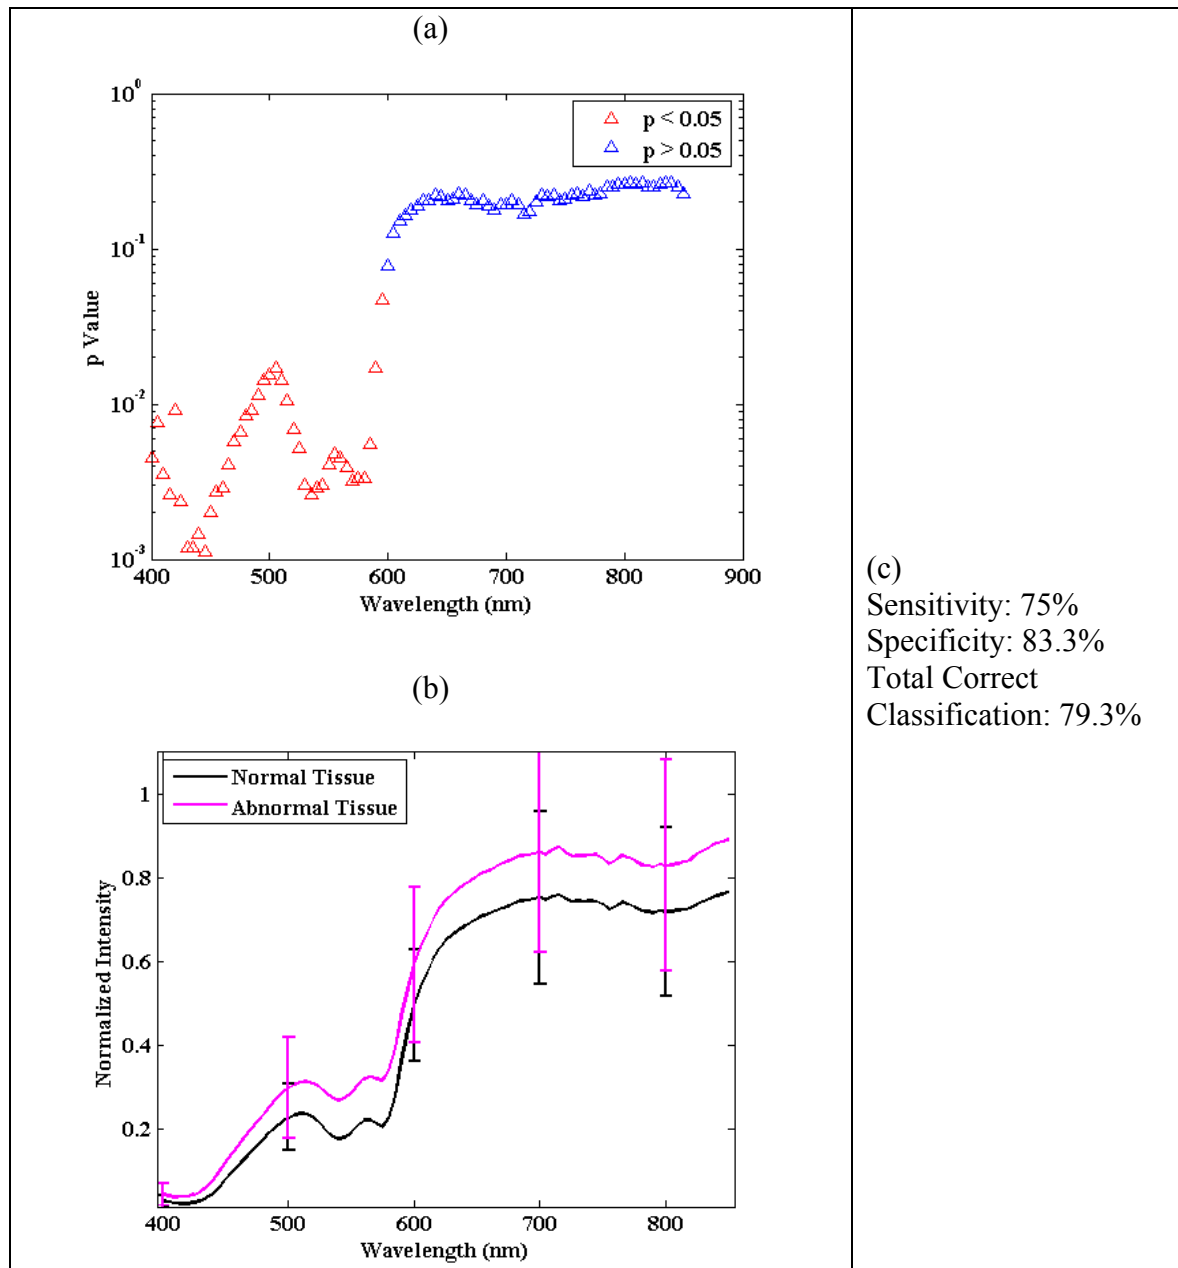 (a)
10^0
10^-1
10^-2
10^-3
p Value
p < 0.05
p > 0.05
400 500 600 700 800 900
Wavelength (nm)
(b)
Normal Tissue
Abnormal Tissue
1
0.8
0.6
0.4
0.2
Normalized Intensity
400 500 600 700 800
Wavelength (nm)
(c)
Sensitivity: 75%
Specificity: 83.3%
Total Correct
Classification: 79.3%